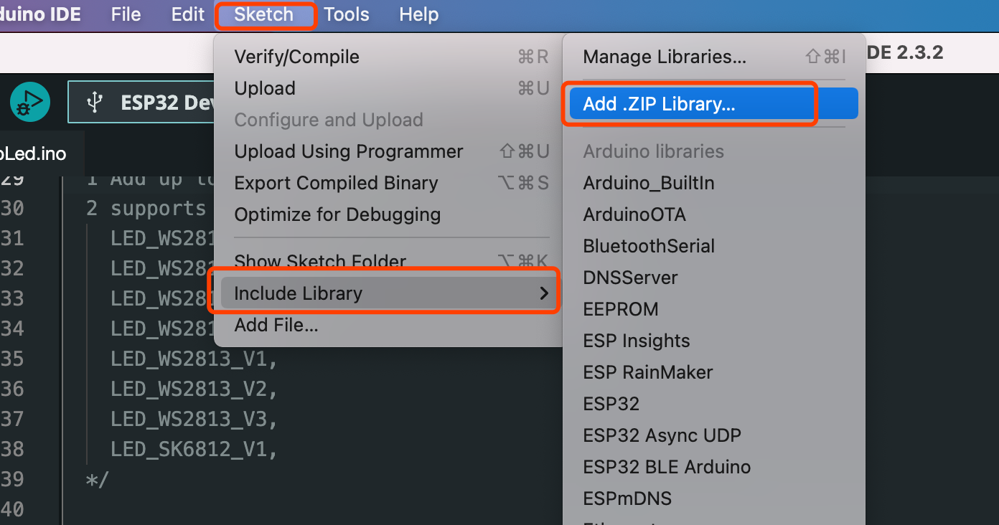 duino IDE File Edit Sketch Tools Help
DE 2.3.2
ESP32 Dev
Led.ino
Verify/Compile ⌘R
Upload ⌘U
Configure and Upload
Upload Using Programmer ⇧⌘U
Export Compiled Binary ⌥⌘S
Optimize for Debugging
Show Sketch Folder ⌥⌘K
Include Library
Add File...
Manage Libraries... ⇧⌘I
Add .ZIP Library...
Arduino libraries
Arduino_BuiltIn
ArduinoOTA
BluetoothSerial
DNSServer
EEPROM
ESP Insights
ESP RainMaker
ESP32
ESP32 Async UDP
ESP32 BLE Arduino
ESPmDNS
29 1 Add up to
30 2 supports
31 LED_WS281
32 LED_WS281
33 LED_WS281
34 LED_WS281
35 LED_WS2813_V1,
36 LED_WS2813_V2,
37 LED_WS2813_V3,
38 LED_SK6812_V1,
39 */
40